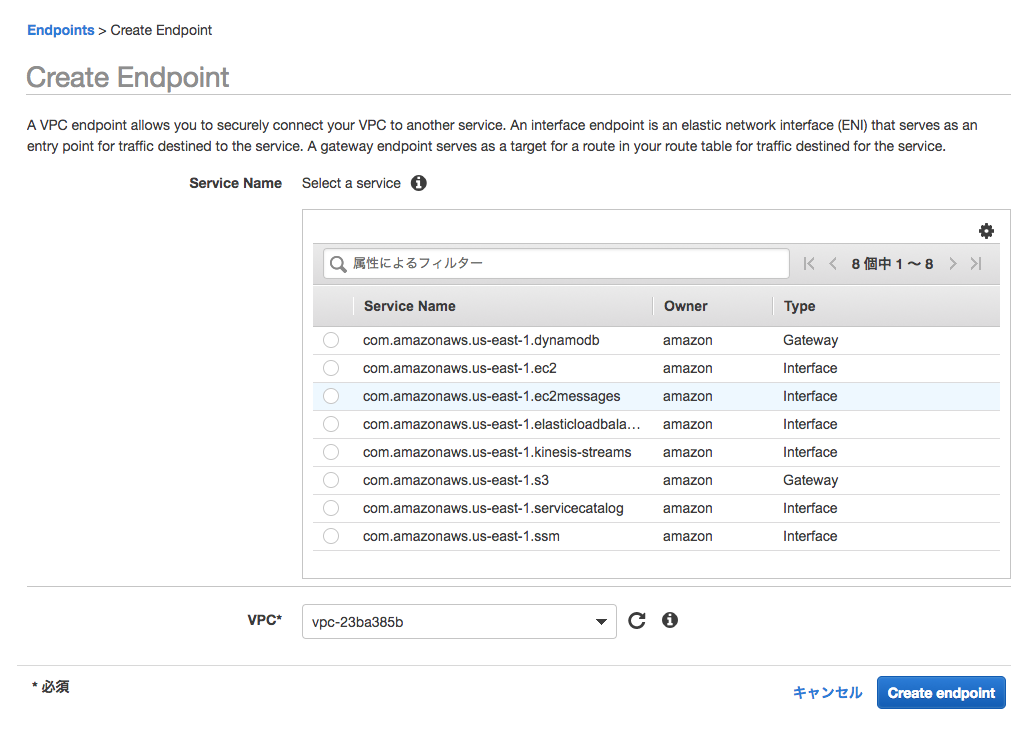 Endpoints > Create Endpoint
Create Endpoint
A VPC endpoint allows you to securely connect your VPC to another service. An interface endpoint is an elastic network interface (ENI) that serves as an
entry point for traffic destined to the service. A gateway endpoint serves as a target for a route in your route table for traffic destined for the service.
Service Name Select a service
属性によるフィルター 8 個中 1 〜 8
Service Name Owner Type
com.amazonaws.us-east-1.dynamodb amazon Gateway
com.amazonaws.us-east-1.ec2 amazon Interface
com.amazonaws.us-east-1.ec2messages amazon Interface
com.amazonaws.us-east-1.elasticloadbala… amazon Interface
com.amazonaws.us-east-1.kinesis-streams amazon Interface
com.amazonaws.us-east-1.s3 amazon Gateway
com.amazonaws.us-east-1.servicecatalog amazon Interface
com.amazonaws.us-east-1.ssm amazon Interface
VPC* vpc-23ba385b
* 必須 キャンセル Create endpoint